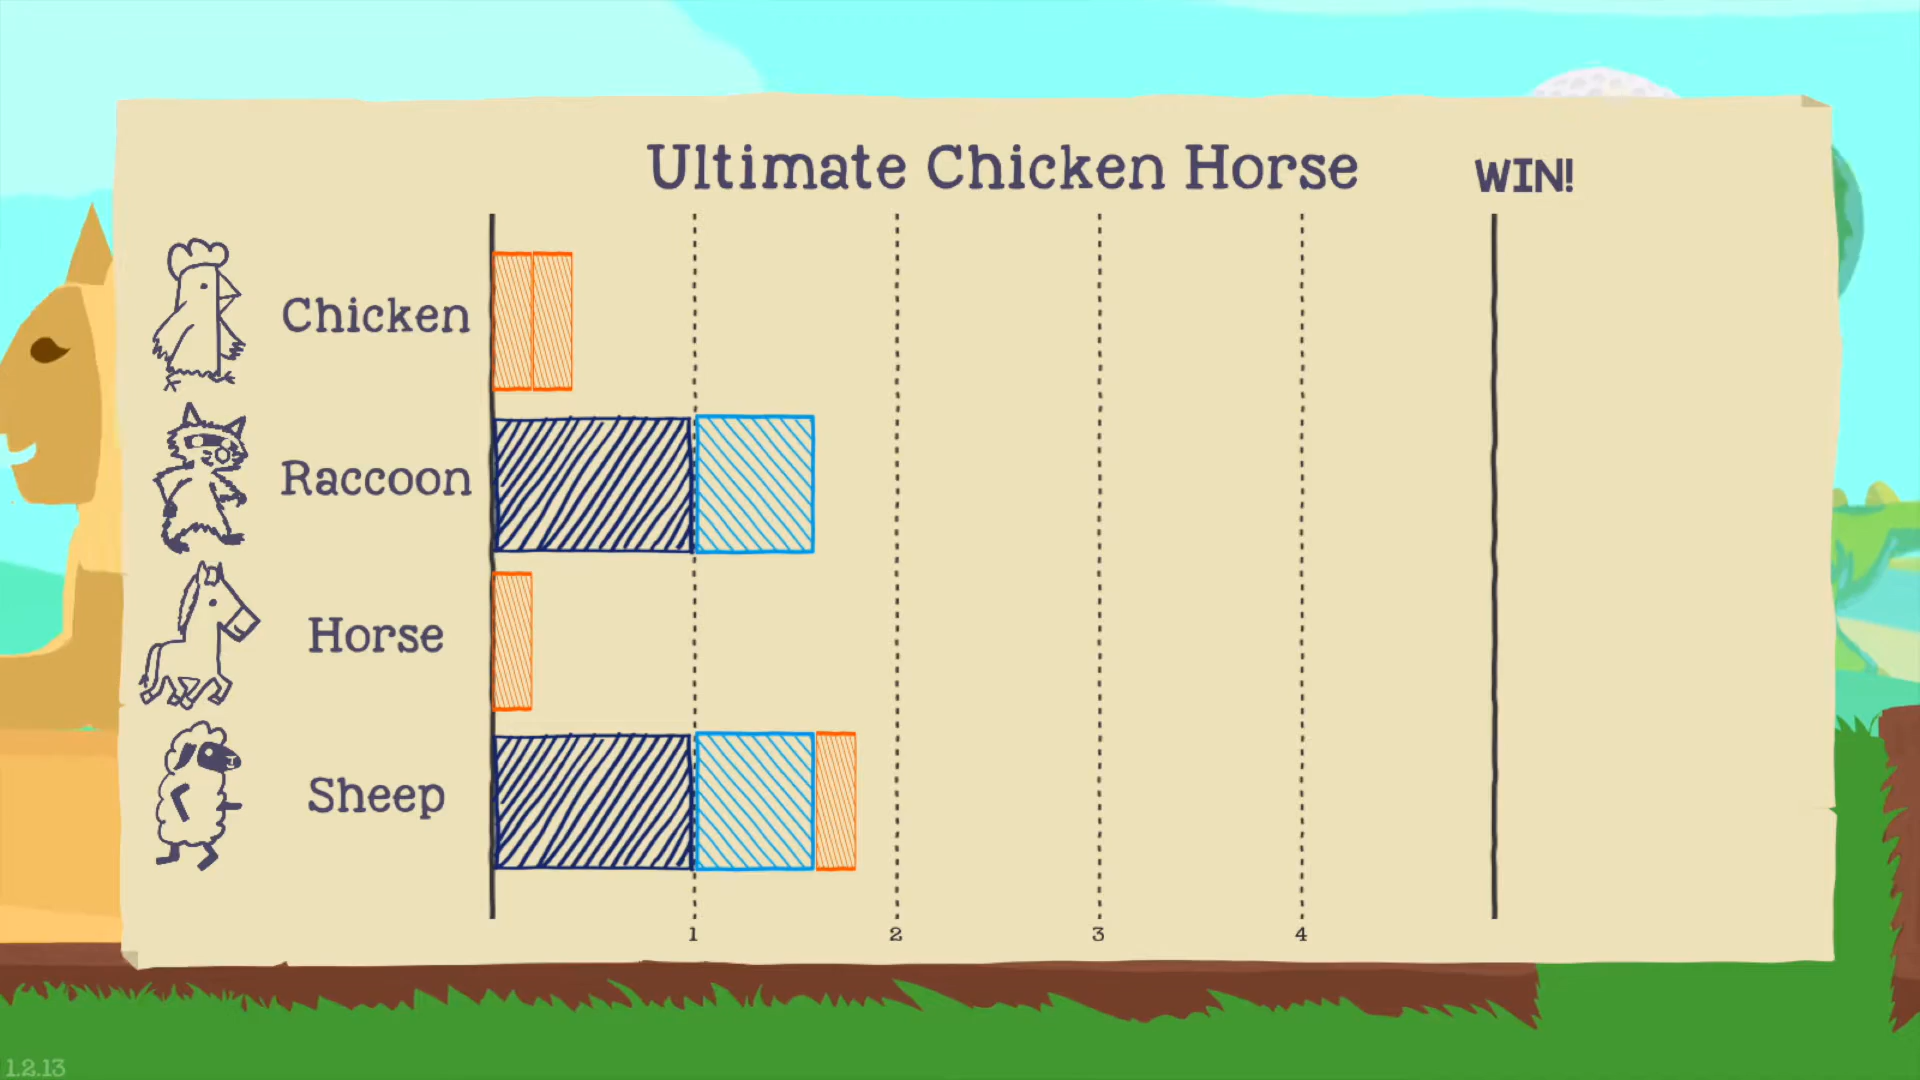 Ultimate Chicken Horse
WIN!
Chicken
Raccoon
Horse
Sheep
1 2 3 4
1.2.13